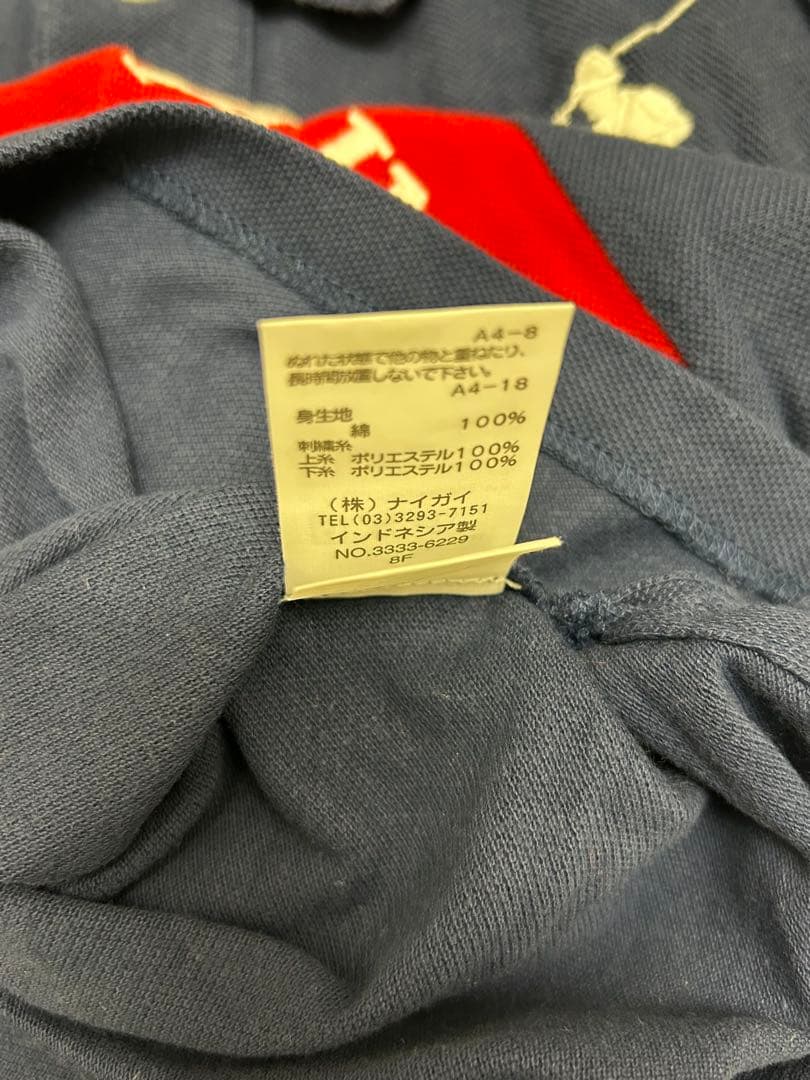 A4-8
ぬれた状態で他の物と重ねたり、
長時間放置しないで下さい。
A4-18
身生地
綿 100%
刺繍糸
上糸 ポリエステル100%
下糸 ポリエステル100%
(株)ナイガイ
TEL(03)3293-7151
インドネシア製
NO.3333-6229
8F